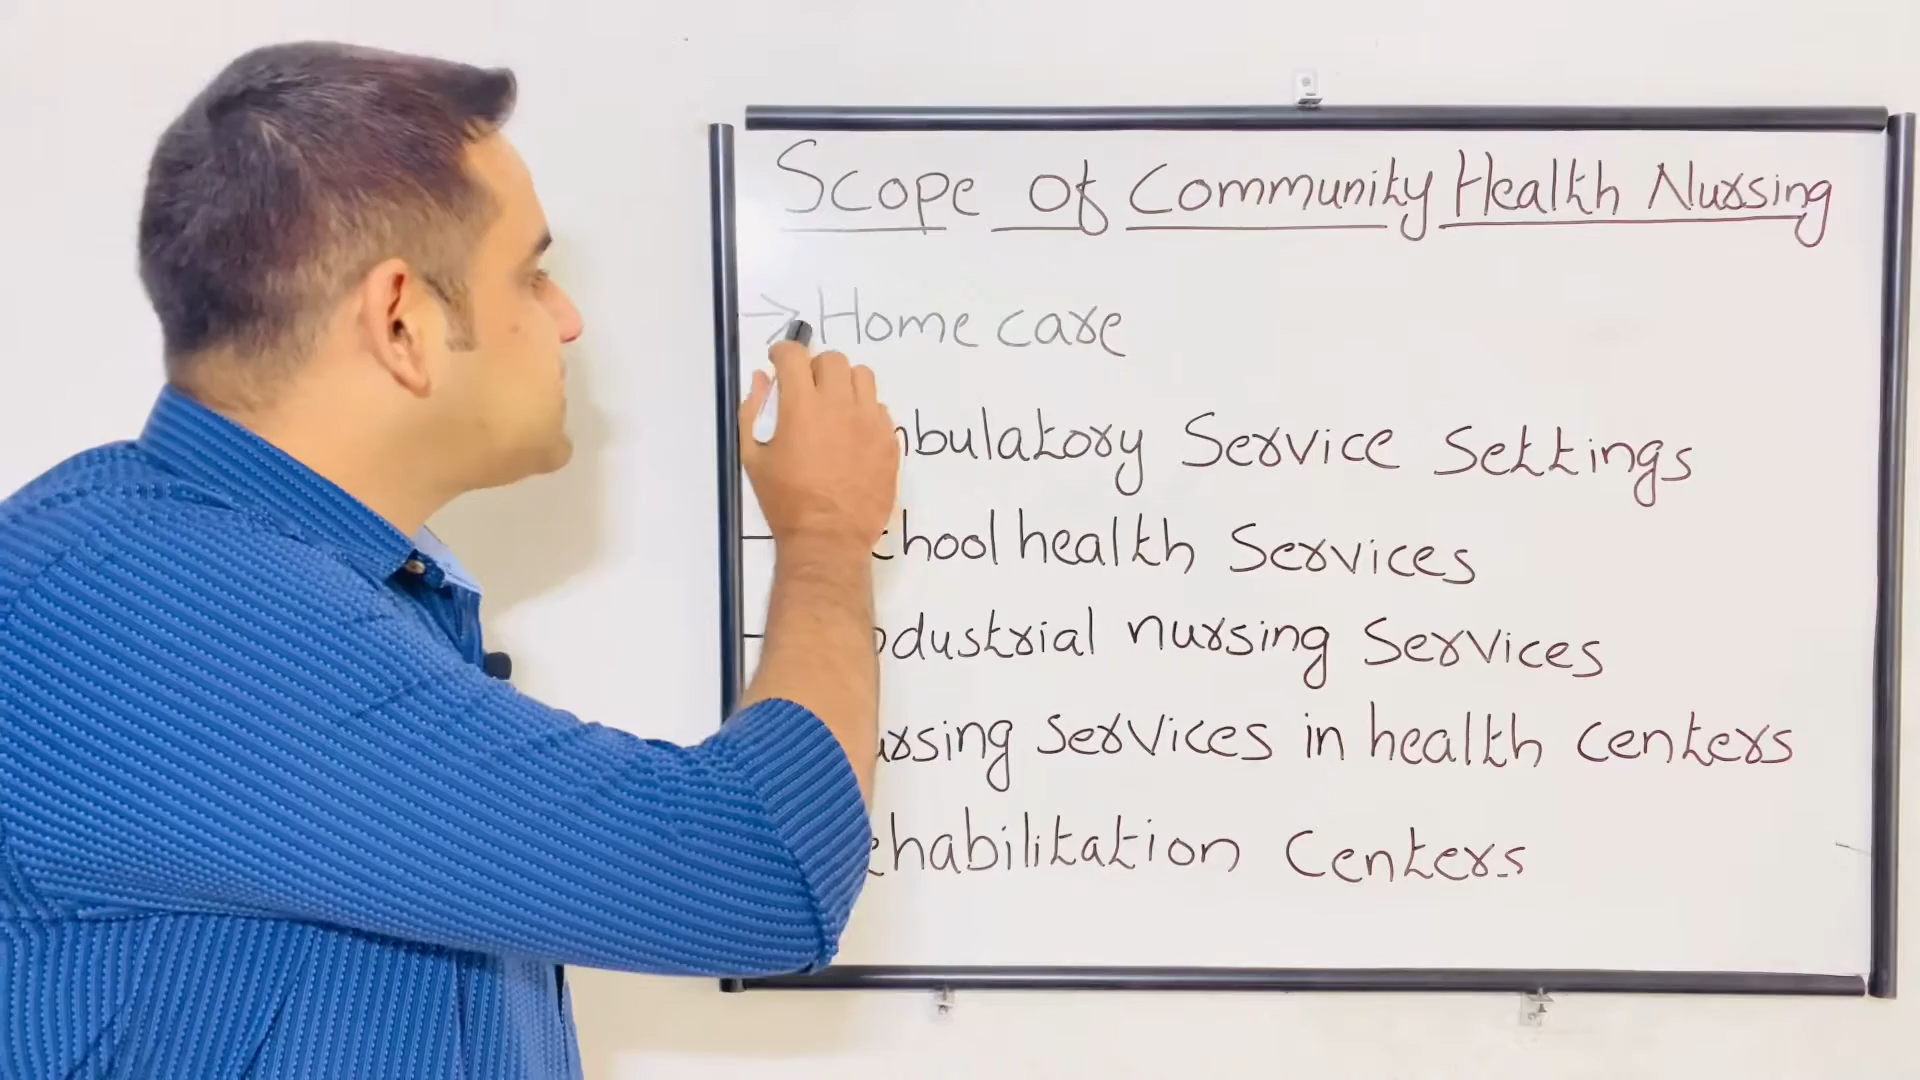 Scope of Community Health Nursing
→ Home care
mbulatory Service Settings
chool health Services
ndustrial nursing Services
ursing Services in health centers
ehabilitation Centers